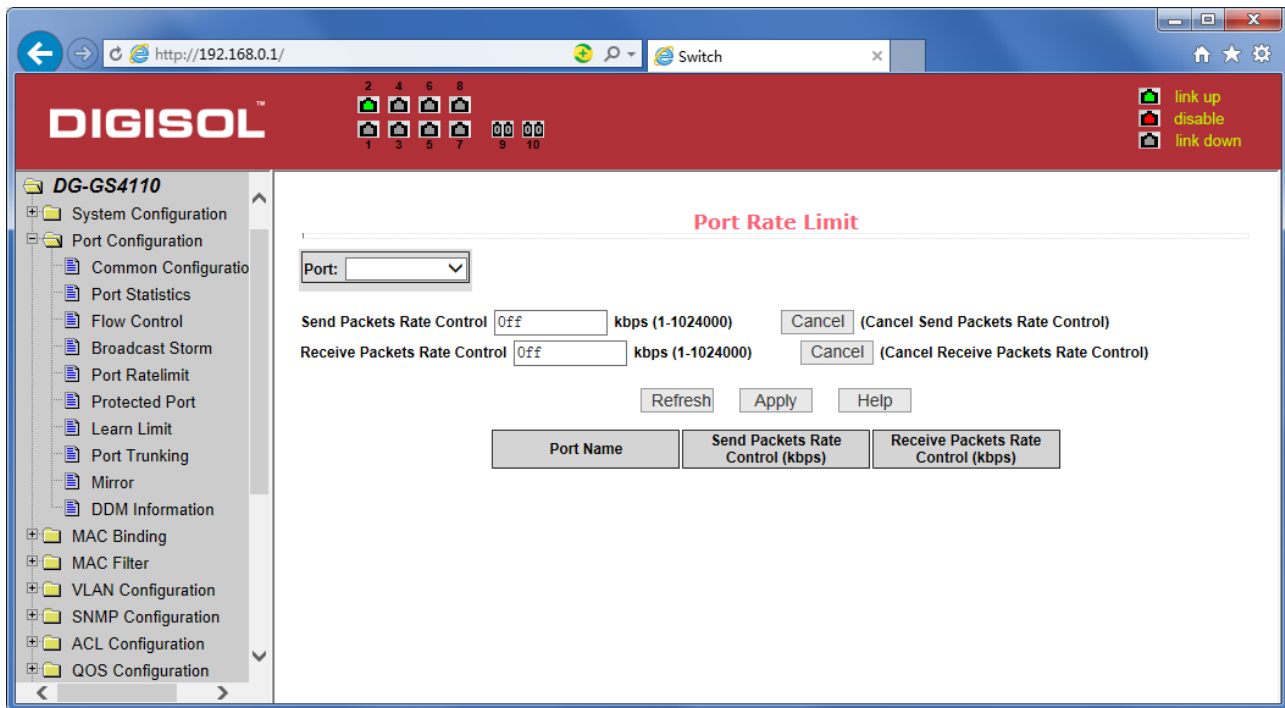 http://192.168.0.1/
Switch
DIGISOL™
2 4 6 8
1 3 5 7 9 10
link up
disable
link down
DG-GS4110
System Configuration
Port Configuration
Common Configuratio
Port Statistics
Flow Control
Broadcast Storm
Port Ratelimit
Protected Port
Learn Limit
Port Trunking
Mirror
DDM Information
MAC Binding
MAC Filter
VLAN Configuration
SNMP Configuration
ACL Configuration
QOS Configuration
Port Rate Limit
Port:
Send Packets Rate Control Off kbps (1-1024000) Cancel (Cancel Send Packets Rate Control)
Receive Packets Rate Control Off kbps (1-1024000) Cancel (Cancel Receive Packets Rate Control)
Refresh Apply Help
Port Name Send Packets Rate Control (kbps) Receive Packets Rate Control (kbps)